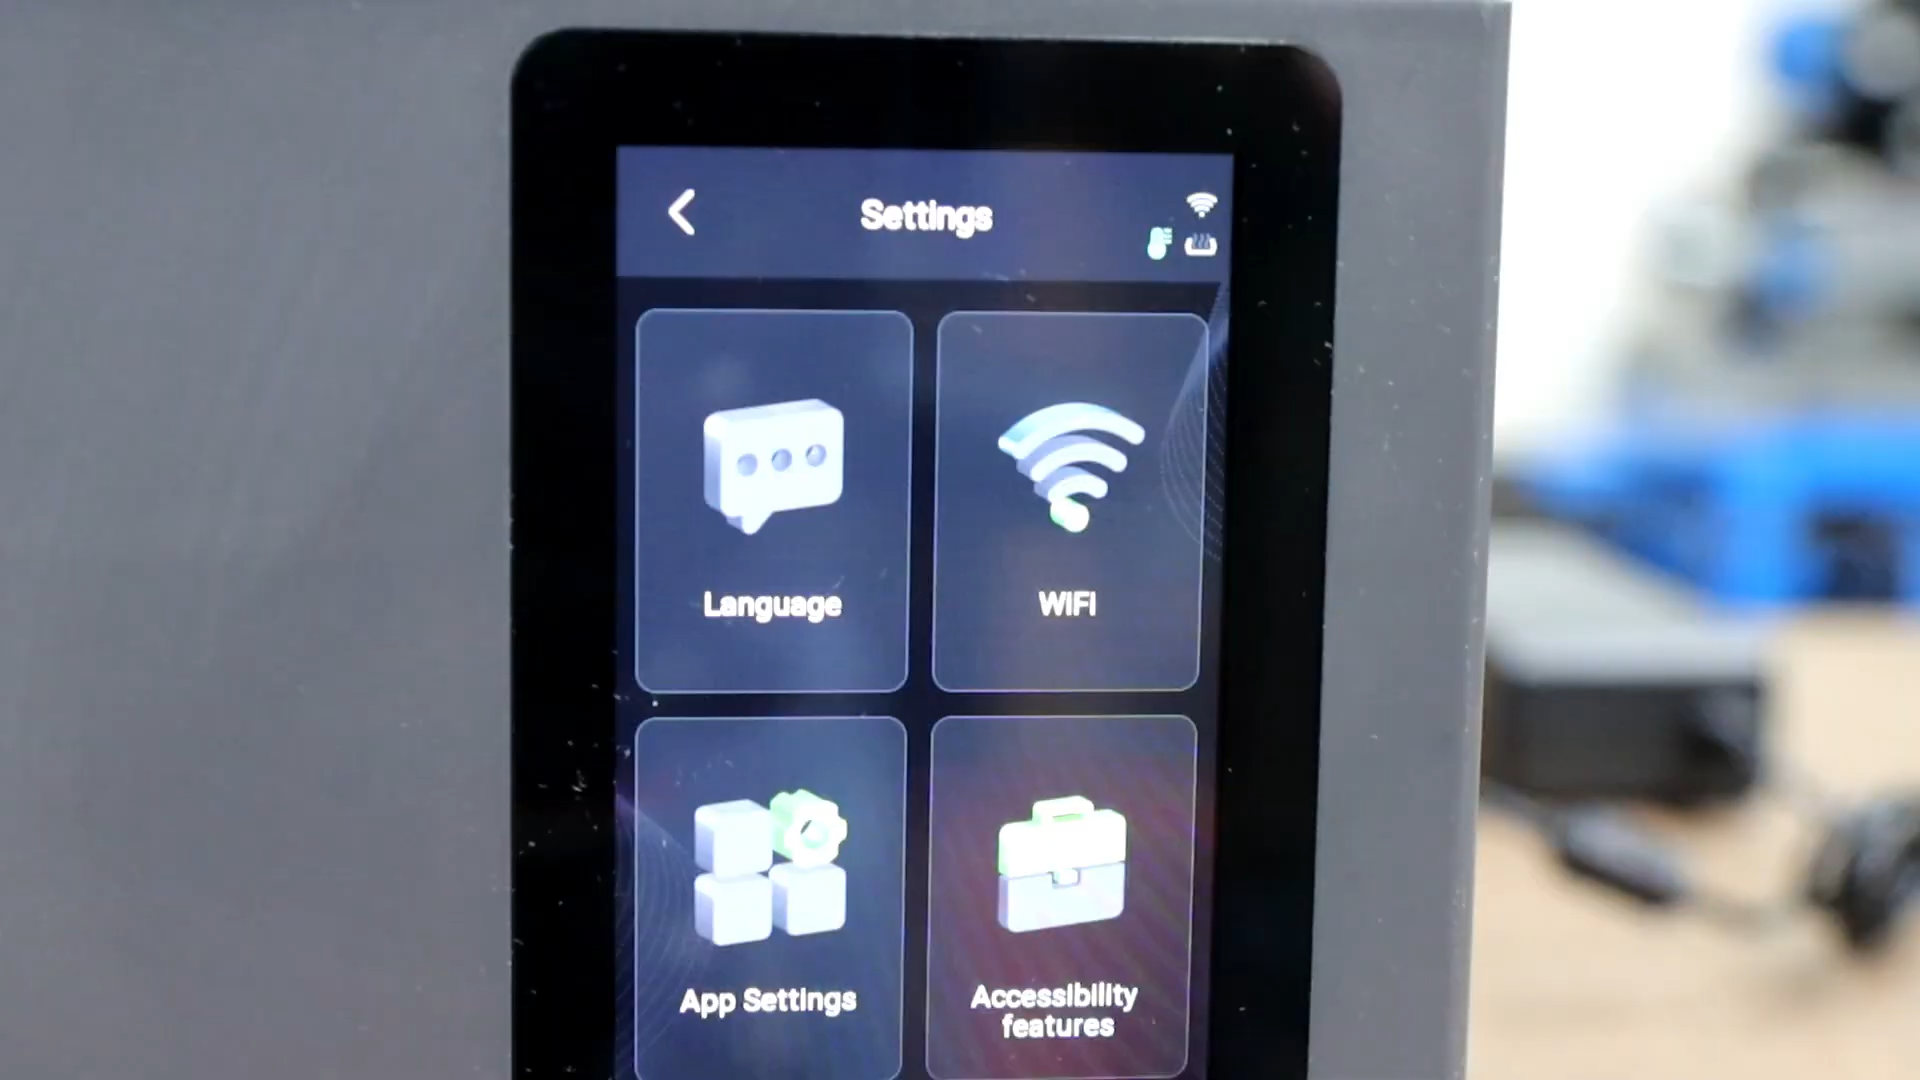 Settings
Language
WIFI
App Settings
Accessibility
features